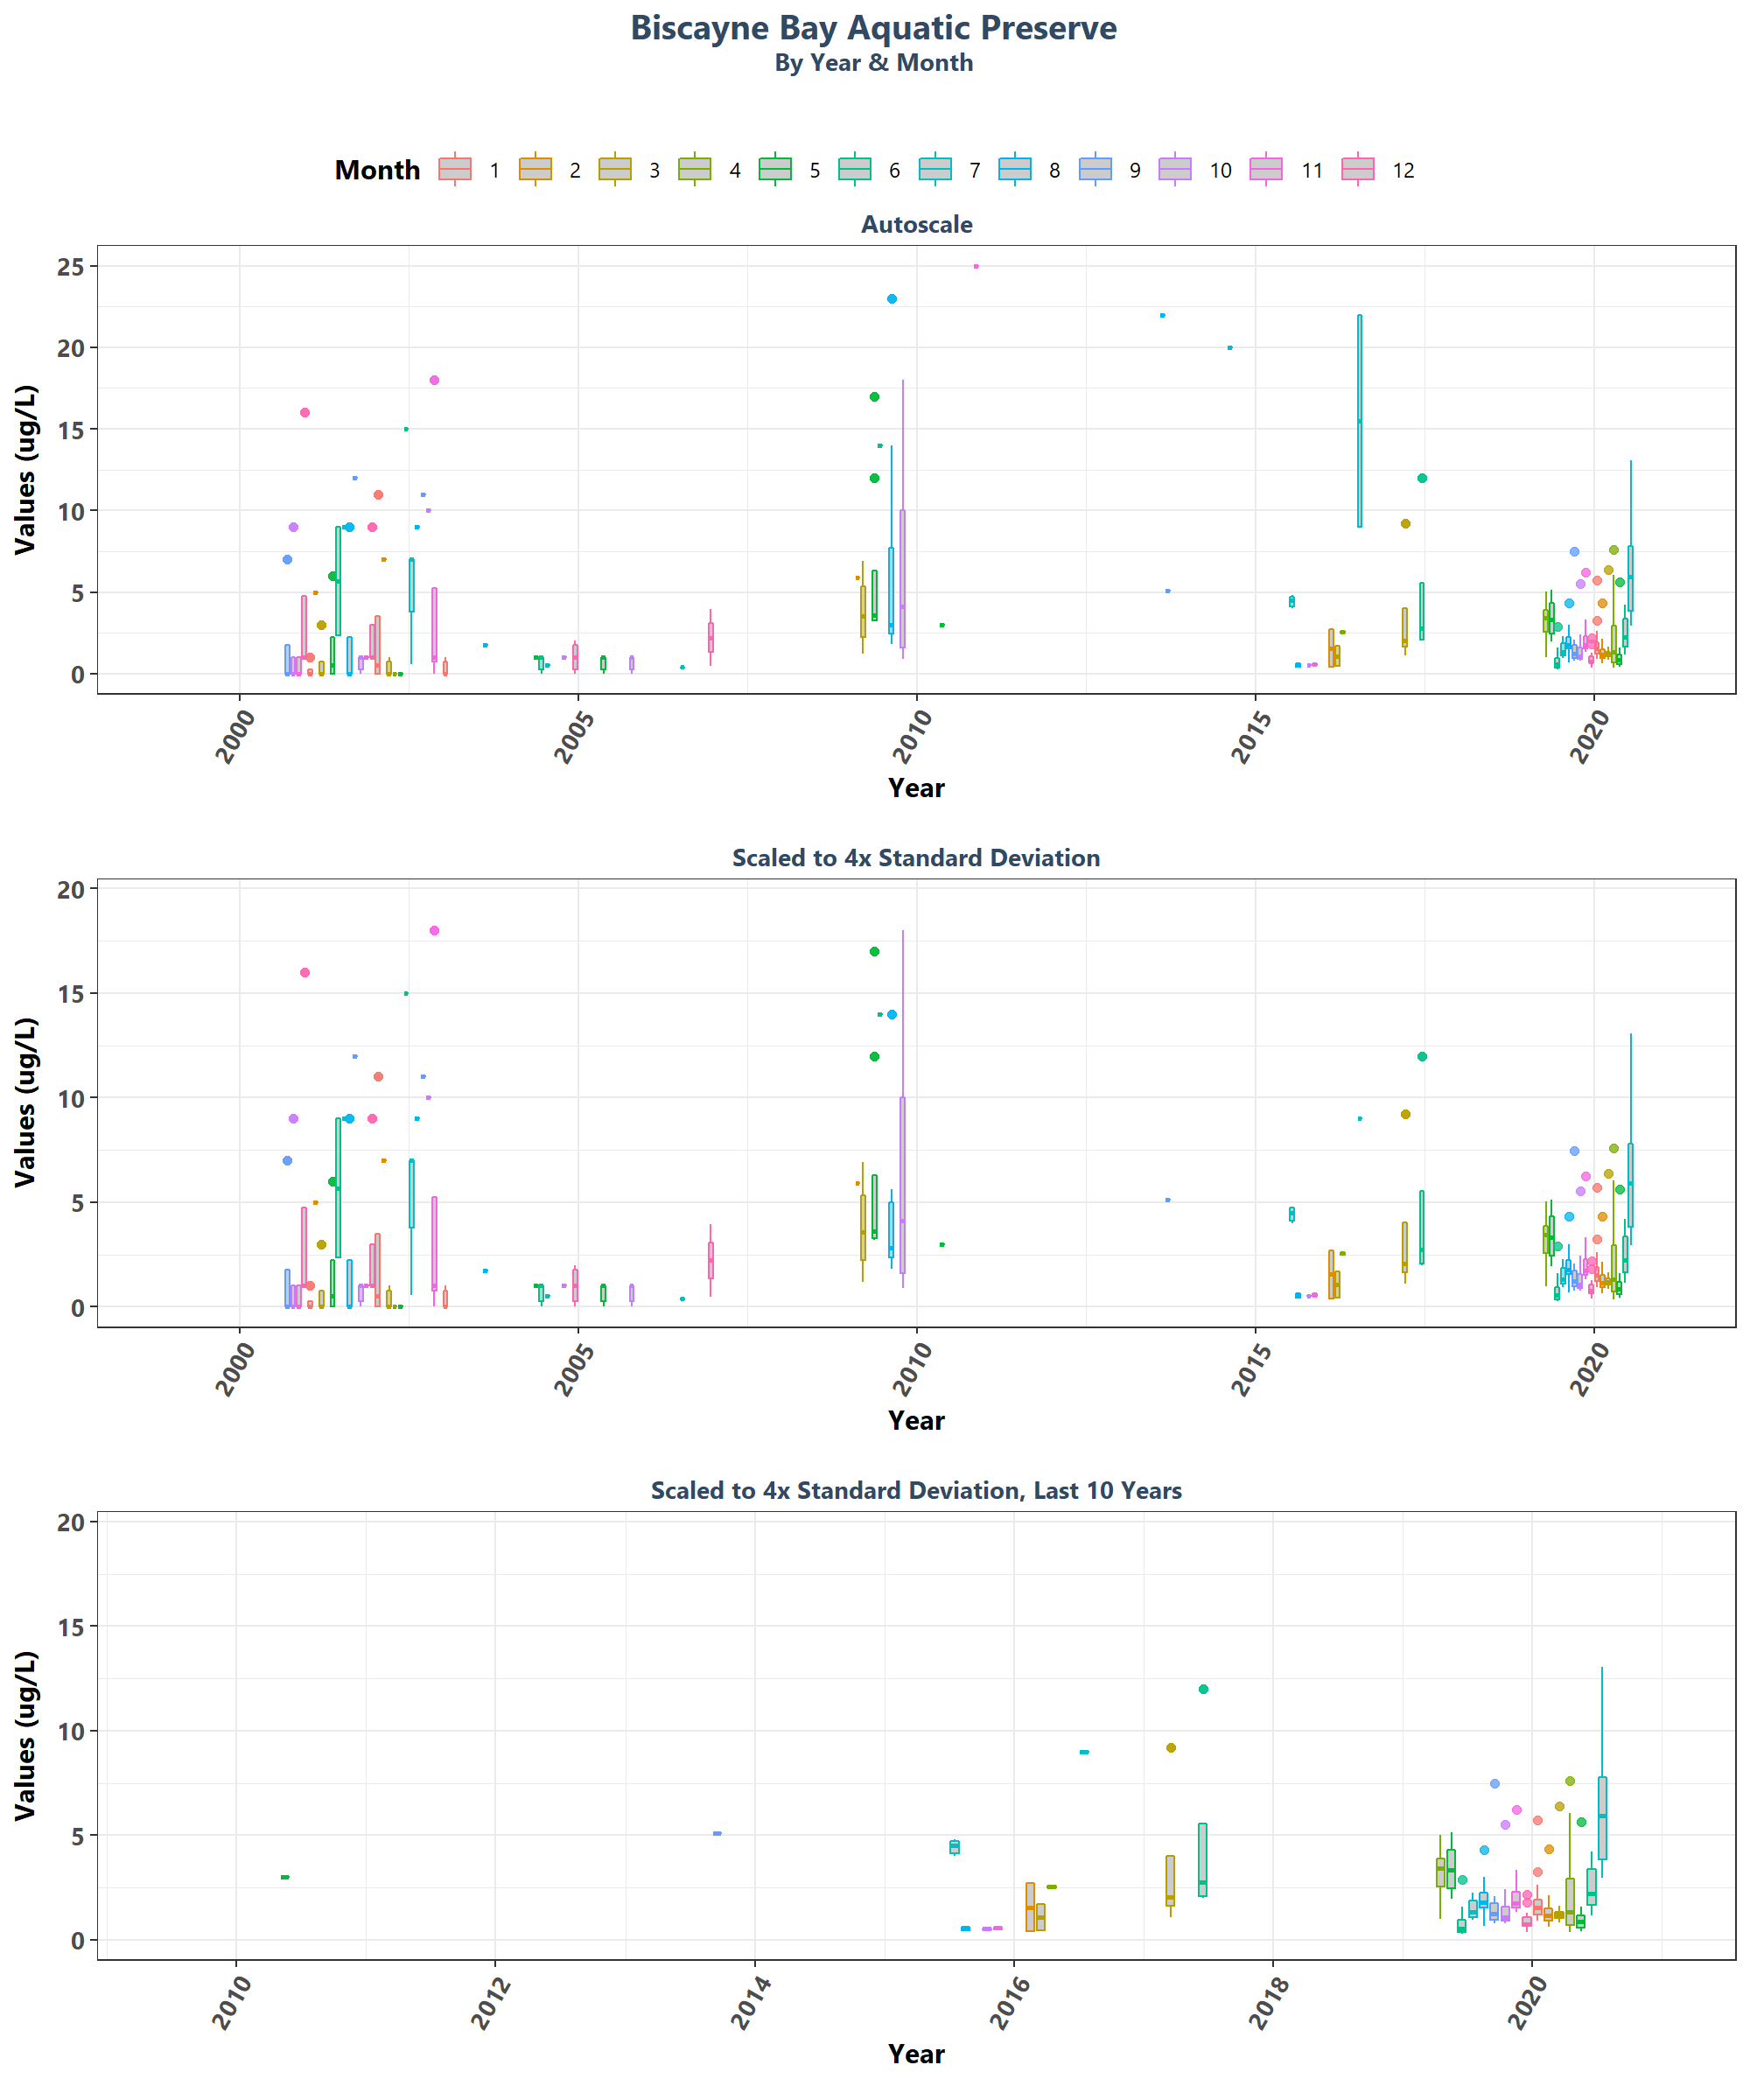 Biscayne Bay Aquatic Preserve
By Year & Month
Month 1 2 3 4 5 6 7 8 9 10 11 12
Autoscale
25
20
15
10
5
0
Values (ug/L)
2000 2005 2010 2015 2020
Year
Scaled to 4x Standard Deviation
20
15
10
5
0
Values (ug/L)
2000 2005 2010 2015 2020
Year
Scaled to 4x Standard Deviation, Last 10 Years
20
15
10
5
0
Values (ug/L)
2010 2012 2014 2016 2018 2020
Year